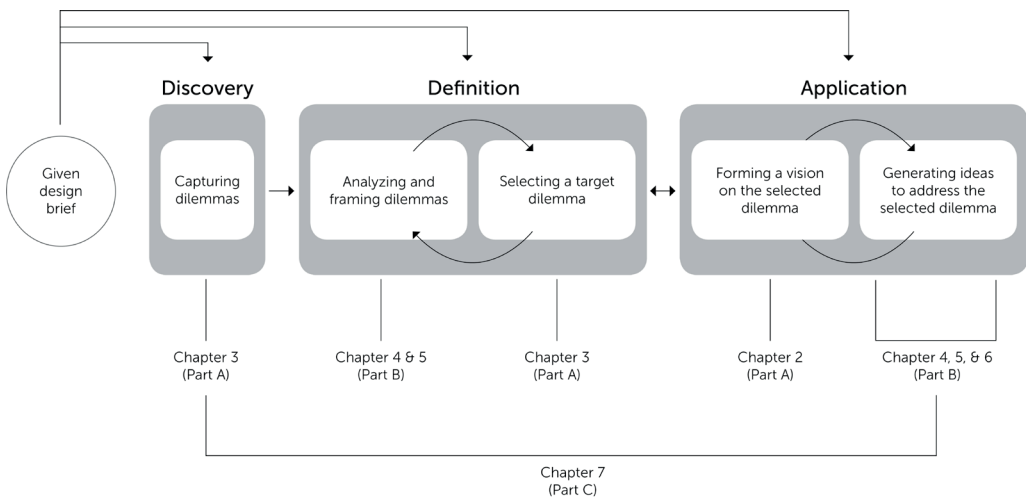 Discovery
Definition
Application
Given
design
brief
Capturing
dilemmas
Analyzing and
framing dilemmas
Selecting a target
dilemma
Forming a vision
on the selected
dilemma
Generating ideas
to address the
selected dilemma
Chapter 3
(Part A)
Chapter 4 & 5
(Part B)
Chapter 3
(Part A)
Chapter 2
(Part A)
Chapter 4, 5, & 6
(Part B)
Chapter 7
(Part C)